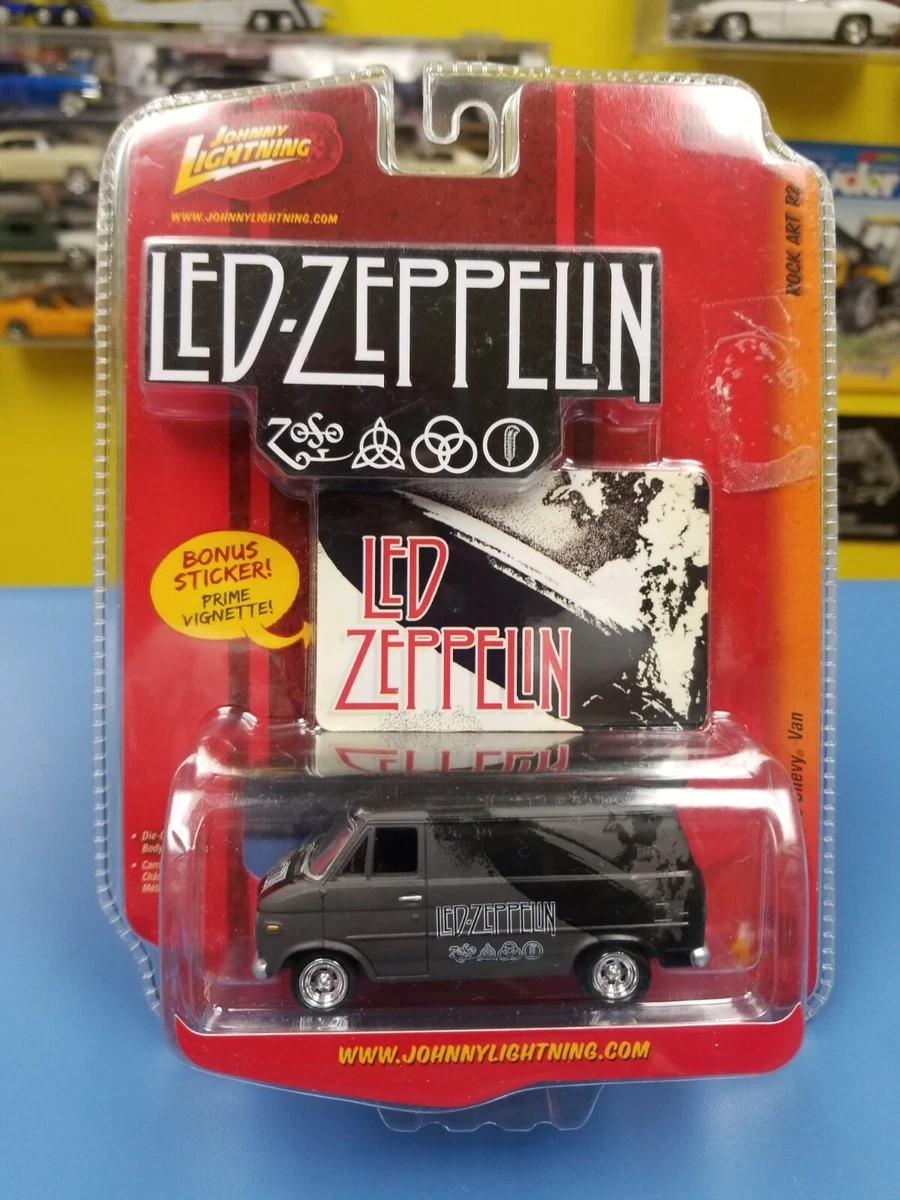 JOHNNY
LIGHTNING
WWW.JOHNNYLIGHTNING.COM
ROCK ART R2
LED-ZEPPELIN
BONUS
STICKER!
PRIME
VIGNETTE!
LED
ZEPPELIN
Chevy® Van
LED-ZEPPELIN
WWW.JOHNNYLIGHTNING.COM